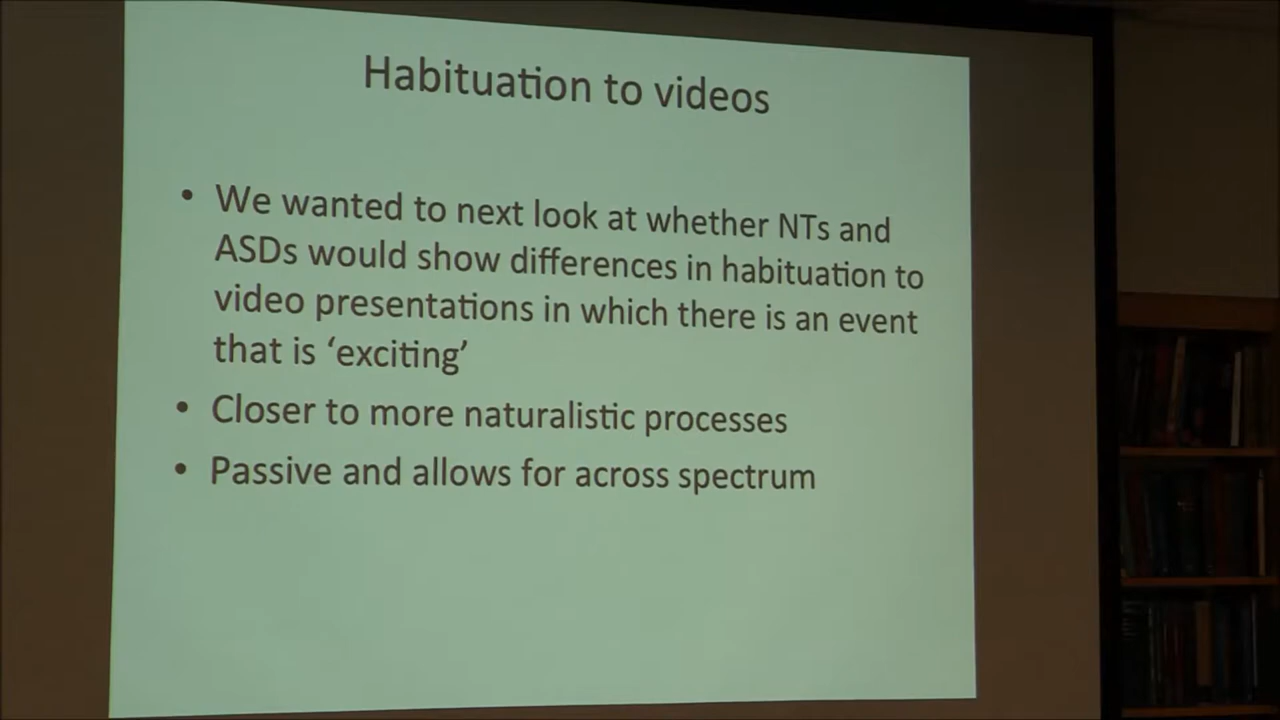 Habituation to videos
• We wanted to next look at whether NTs and
ASDs would show differences in habituation to
video presentations in which there is an event
that is ‘exciting’
• Closer to more naturalistic processes
• Passive and allows for across spectrum